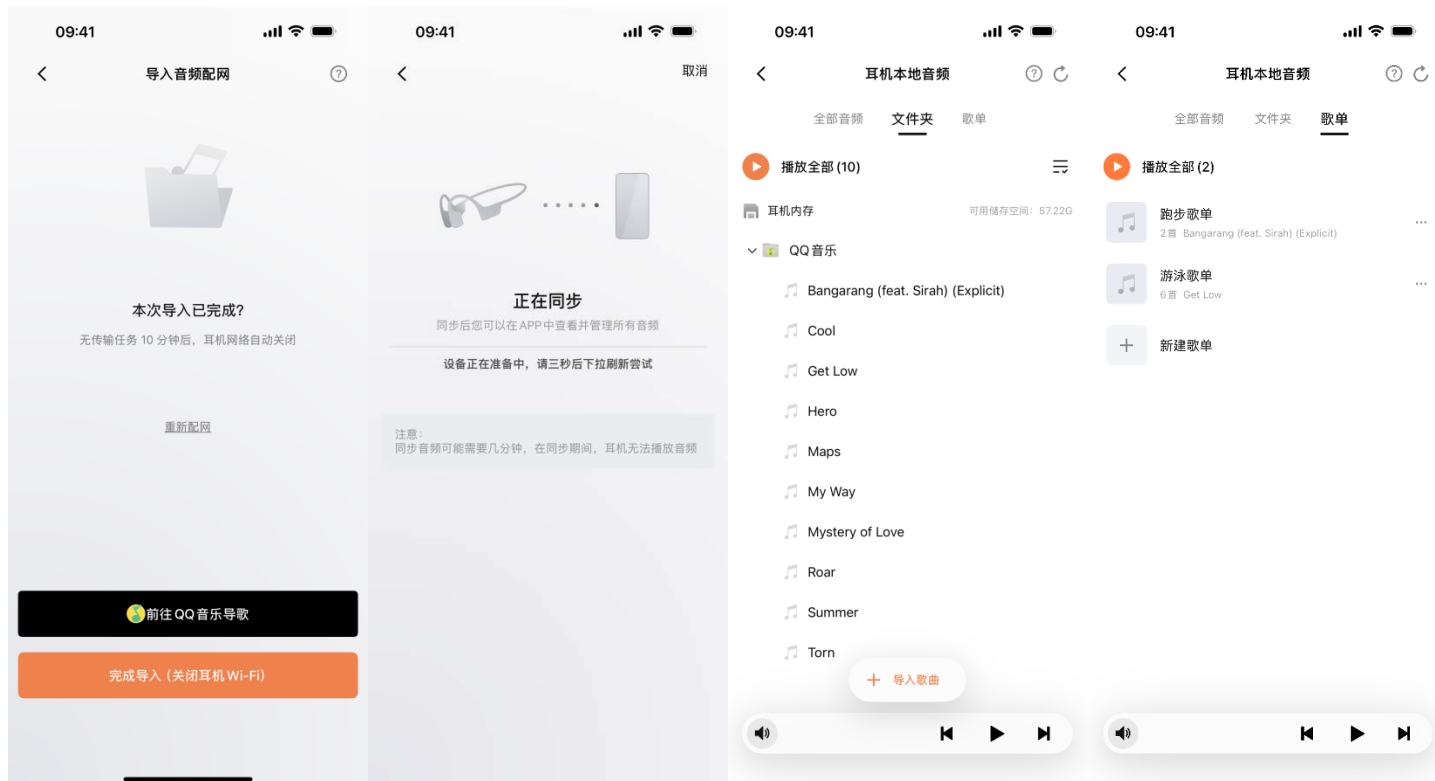 09:41
导入音频配网
?
本次导入已完成?
无传输任务 10 分钟后，耳机网络自动关闭
重新配网
前往 QQ 音乐导歌
完成导入 (关闭耳机 Wi-Fi)
09:41
取消
正在同步
同步后您可以在 APP 中查看并管理所有音频
设备正在准备中，请三秒后下拉刷新尝试
注意：
同步音频可能需要几分钟，在同步期间，耳机无法播放音频
09:41
耳机本地音频
?
全部音频 文件夹 歌单
播放全部 (10)
耳机内存 可用储存空间：57.22G
QQ 音乐
Bangarang (feat. Sirah) (Explicit)
Cool
Get Low
Hero
Maps
My Way
Mystery of Love
Roar
Summer
Torn
+ 导入歌曲
09:41
耳机本地音频
?
全部音频 文件夹 歌单
播放全部 (2)
跑步歌单
2首 Bangarang (feat. Sirah) (Explicit)
游泳歌单
6首 Get Low
+ 新建歌单